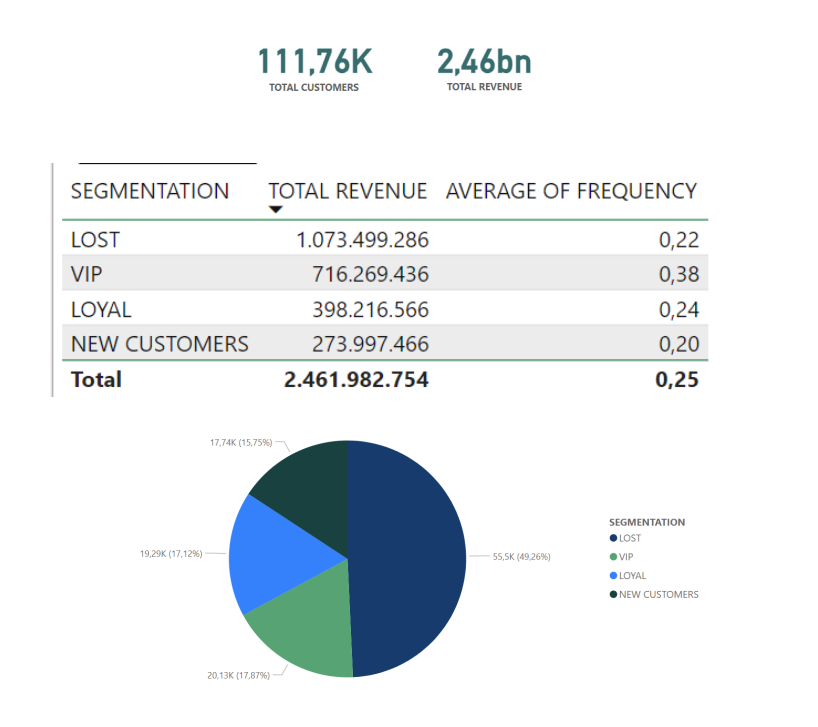 111,76K 2,46bn
TOTAL CUSTOMERS TOTAL REVENUE
SEGMENTATION TOTAL REVENUE AVERAGE OF FREQUENCY
LOST 1.073.499.286 0,22
VIP 716.269.436 0,38
LOYAL 398.216.566 0,24
NEW CUSTOMERS 273.997.466 0,20
Total 2.461.982.754 0,25
17,74K (15,75%)
SEGMENTATION
LOST
19,29K (17,12%) 55,5K (49,26%)
VIP
LOYAL
NEW CUSTOMERS
20,13K (17,87%)